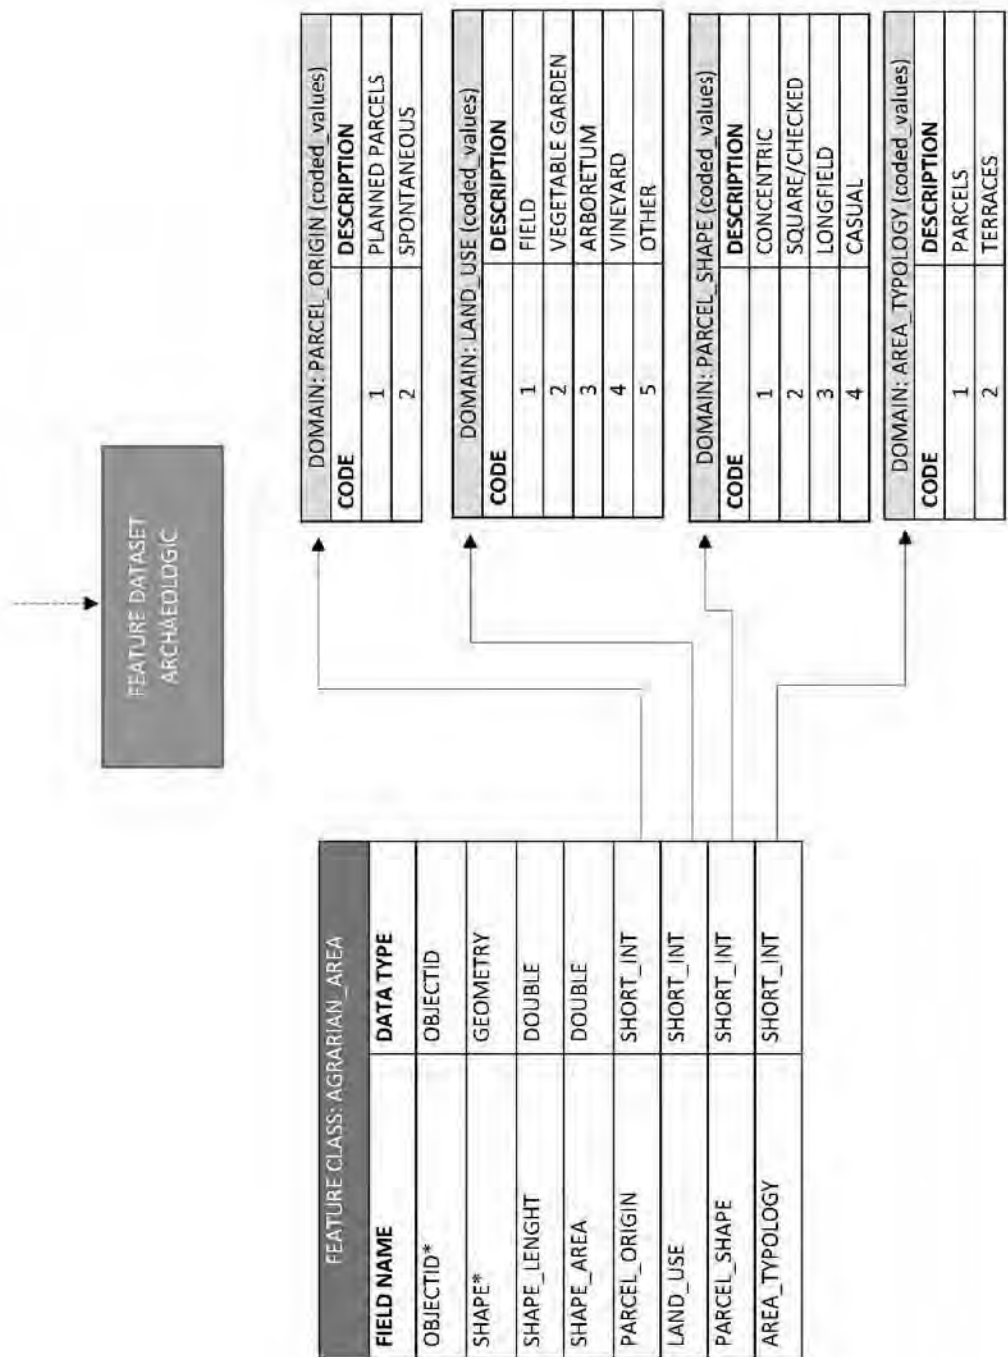 FEATURE DATASET
ARCHAEOLOGIC
FEATURE CLASS: AGRARIAN_AREA
FIELD NAME DATA TYPE
OBJECTID* OBJECTID
SHAPE* GEOMETRY
SHAPE_LENGHT DOUBLE
SHAPE_AREA DOUBLE
PARCEL_ORIGIN SHORT_INT
LAND_USE SHORT_INT
PARCEL_SHAPE SHORT_INT
AREA_TYPOLOGY SHORT_INT
DOMAIN: PARCEL_ORIGIN (coded_values)
CODE DESCRIPTION
1 PLANNED PARCELS
2 SPONTANEOUS
DOMAIN: LAND_USE (coded_values)
CODE DESCRIPTION
1 FIELD
2 VEGETABLE GARDEN
3 ARBORETUM
4 VINEYARD
5 OTHER
DOMAIN: PARCEL_SHAPE (coded_values)
CODE DESCRIPTION
1 CONCENTRIC
2 SQUARE/CHECKED
3 LONGFIELD
4 CASUAL
DOMAIN: AREA_TYPOLOGY (coded_values)
CODE DESCRIPTION
1 PARCELS
2 TERRACES